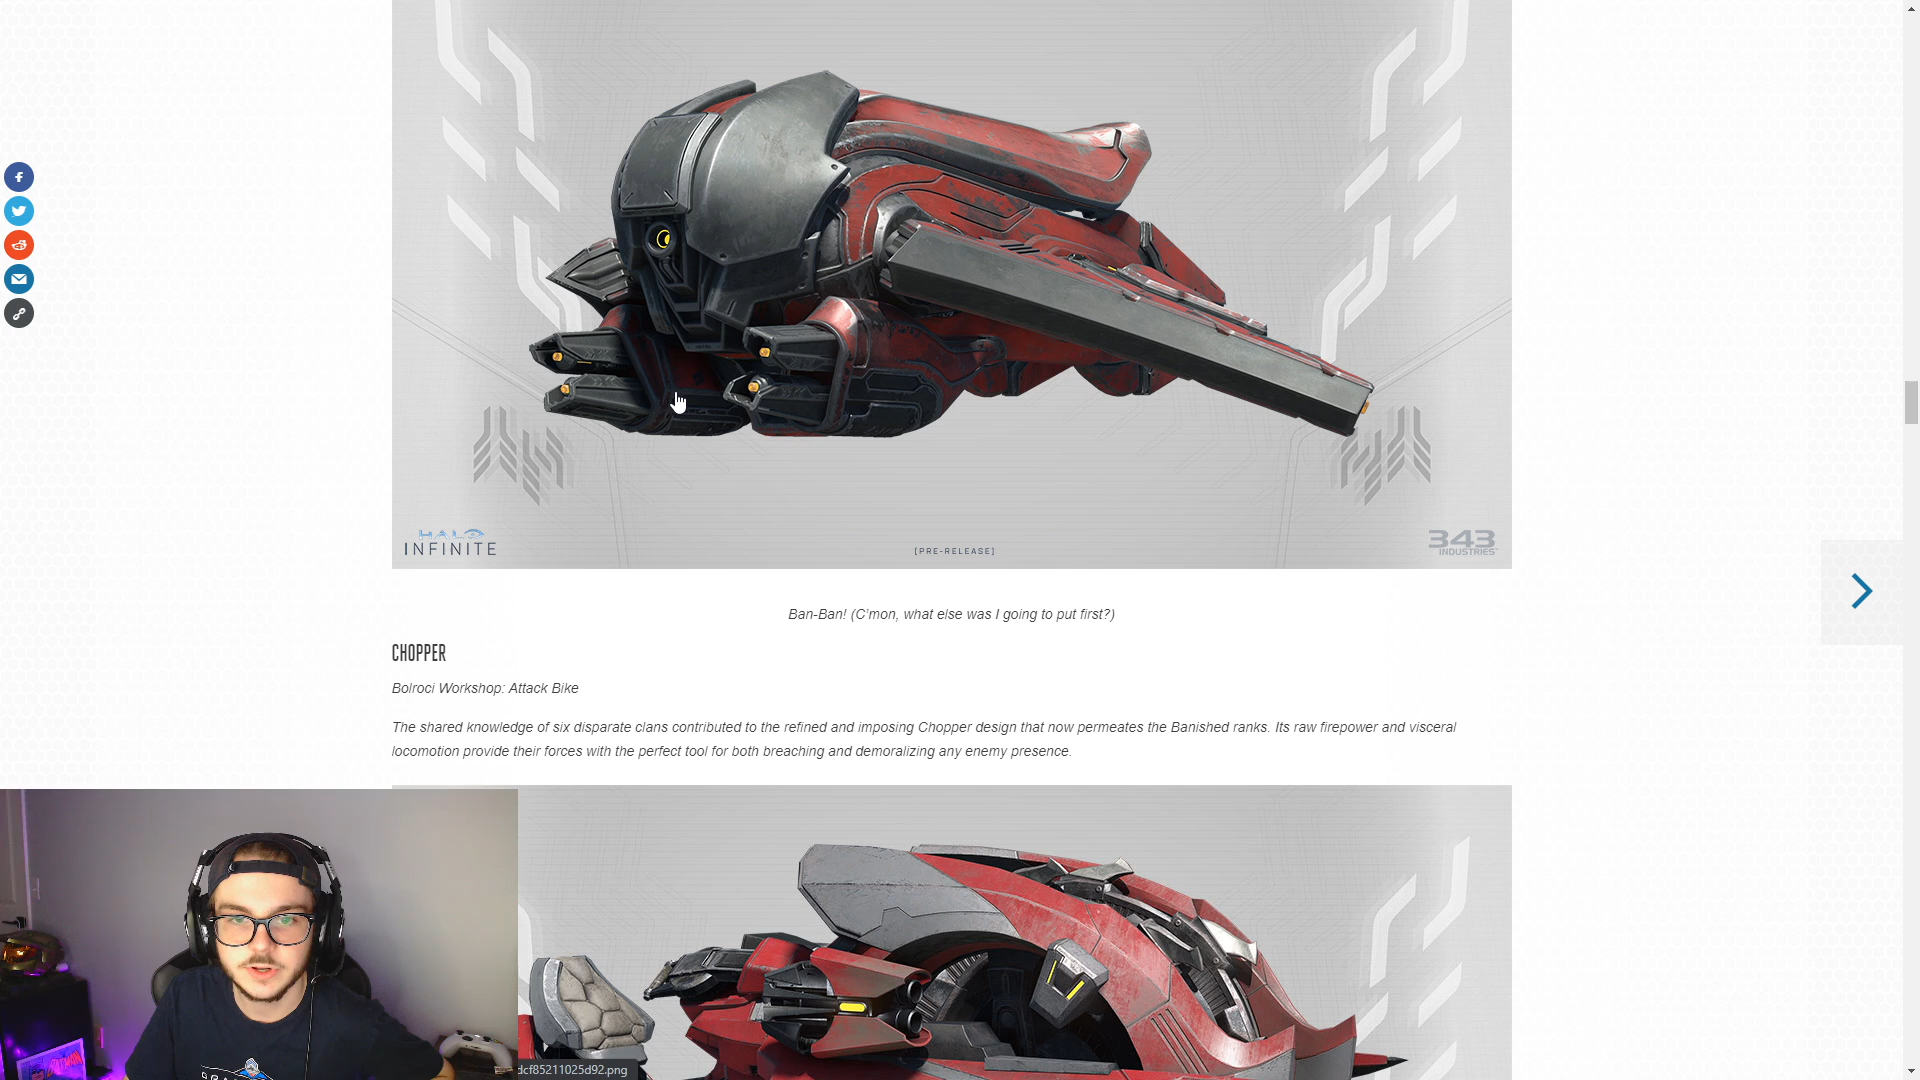 HALO
INFINITE
[PRE-RELEASE]
343
INDUSTRIES
Ban-Ban! (C'mon, what else was I going to put first?)
CHOPPER
Bolroci Workshop: Attack Bike
The shared knowledge of six disparate clans contributed to the refined and imposing Chopper design that now permeates the Banished ranks. Its raw firepower and visceral
locomotion provide their forces with the perfect tool for both breaching and demoralizing any enemy presence.
dcf85211025d92.png